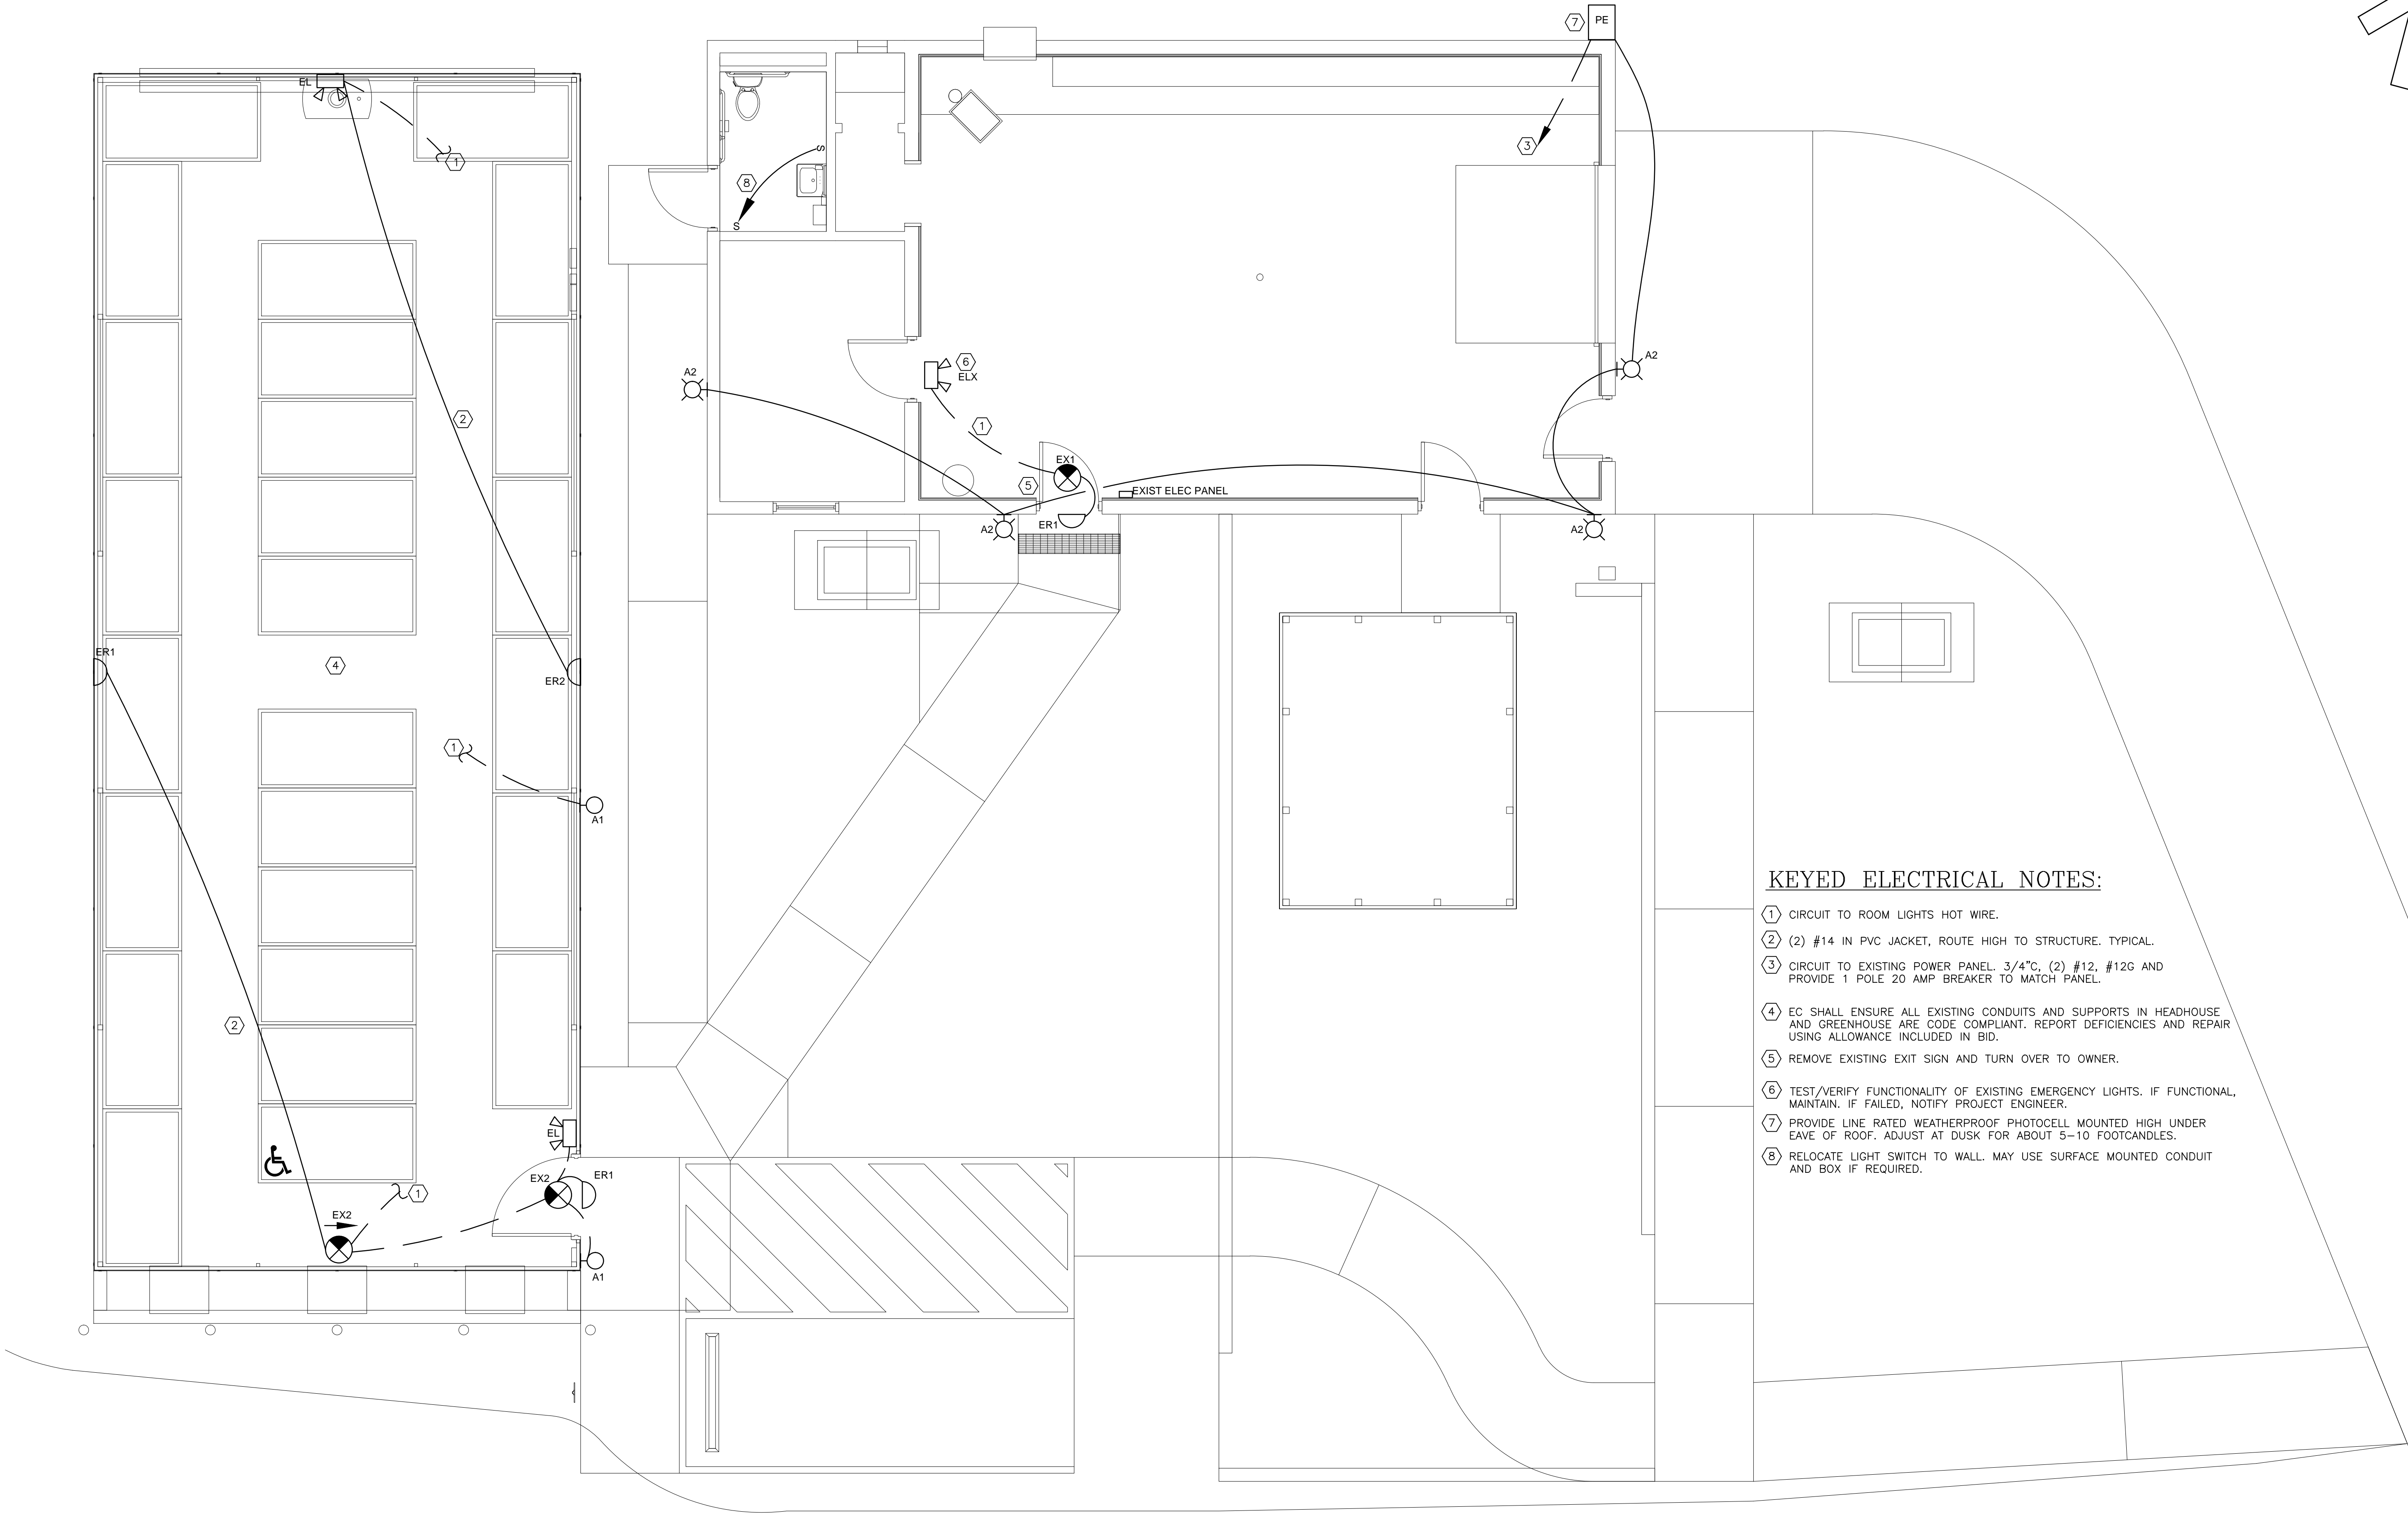 7
PE
EL
1
3
S
8
S
A2
6
ELX
A2
2
1
EX1
5
EXIST ELEC PANEL
A2
ER1
A2
ER1
4
ER2
1
A1
KEYED ELECTRICAL NOTES:
1 CIRCUIT TO ROOM LIGHTS HOT WIRE.
2 (2) #14 IN PVC JACKET, ROUTE HIGH TO STRUCTURE. TYPICAL.
3 CIRCUIT TO EXISTING POWER PANEL. 3/4"C, (2) #12, #12G AND
PROVIDE 1 POLE 20 AMP BREAKER TO MATCH PANEL.
4 EC SHALL ENSURE ALL EXISTING CONDUITS AND SUPPORTS IN HEADHOUSE
AND GREENHOUSE ARE CODE COMPLIANT. REPORT DEFICIENCIES AND REPAIR
USING ALLOWANCE INCLUDED IN BID.
5 REMOVE EXISTING EXIT SIGN AND TURN OVER TO OWNER.
6 TEST/VERIFY FUNCTIONALITY OF EXISTING EMERGENCY LIGHTS. IF FUNCTIONAL,
MAINTAIN. IF FAILED, NOTIFY PROJECT ENGINEER.
7 PROVIDE LINE RATED WEATHERPROOF PHOTOCELL MOUNTED HIGH UNDER
EAVE OF ROOF. ADJUST AT DUSK FOR ABOUT 5-10 FOOTCANDLES.
8 RELOCATE LIGHT SWITCH TO WALL. MAY USE SURFACE MOUNTED CONDUIT
AND BOX IF REQUIRED.
2
EL
EX2
ER1
1
EX2
A1